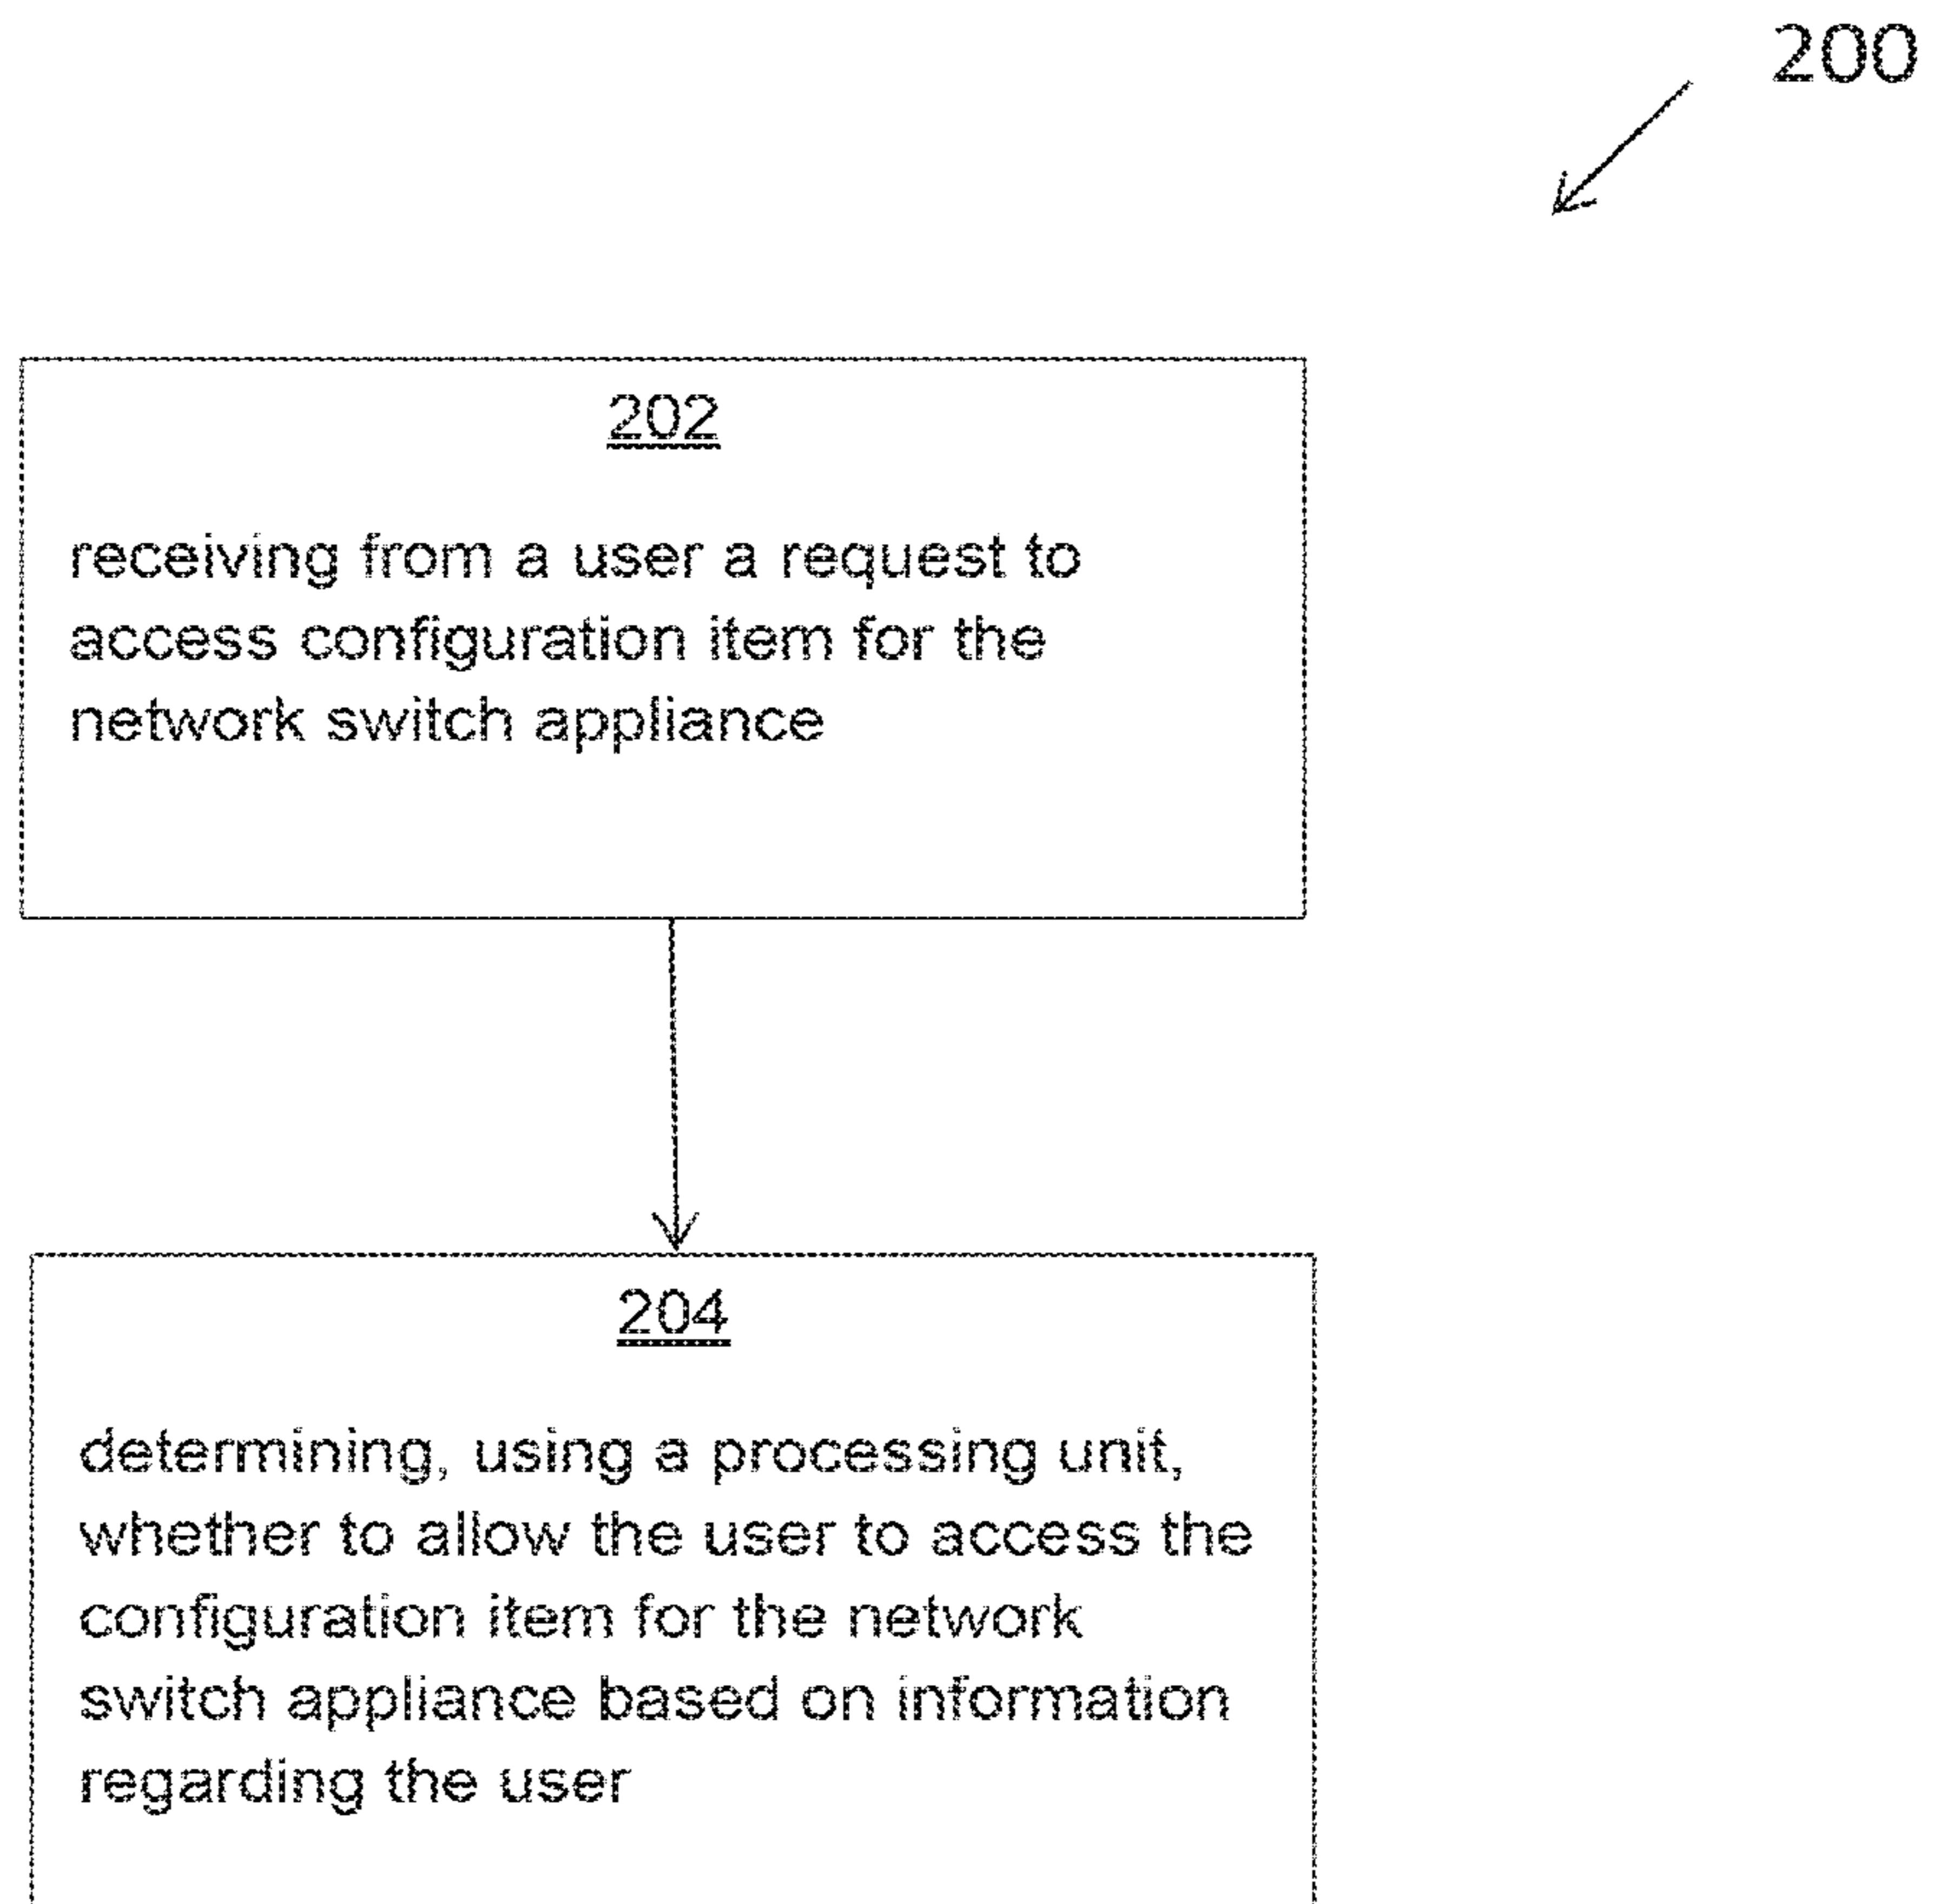 200
202
receiving from a user a request to
access configuration item for the
network switch appliance
204
determining, using a processing unit,
whether to allow the user to access the
configuration item for the network
switch appliance based on information
regarding the user